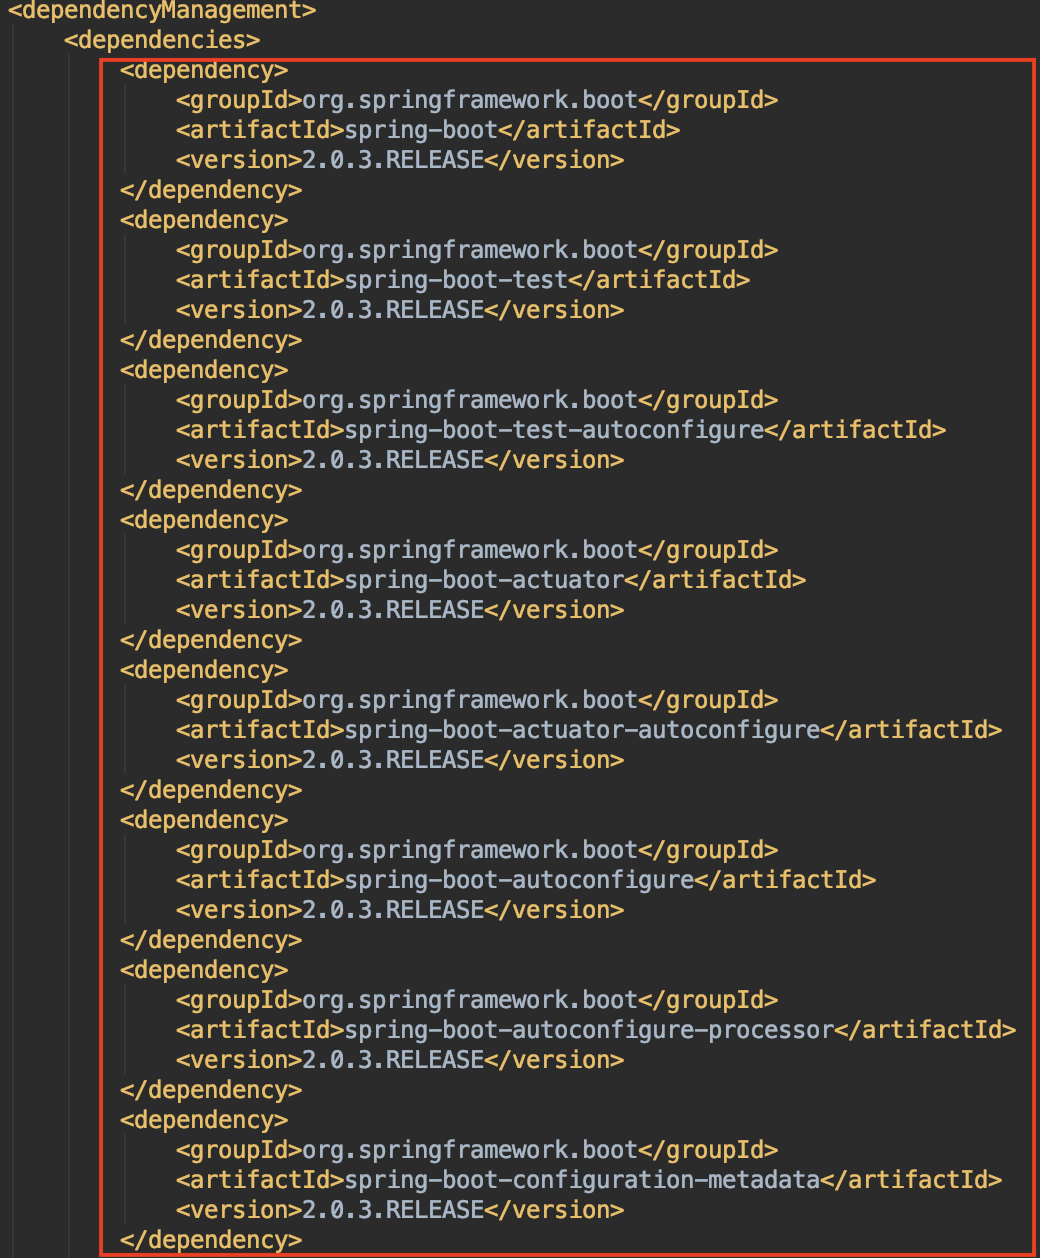 <dependencyManagement>
<dependencies>
<dependency>
<groupId>org.springframework.boot</groupId>
<artifactId>spring-boot</artifactId>
<version>2.0.3.RELEASE</version>
</dependency>
<dependency>
<groupId>org.springframework.boot</groupId>
<artifactId>spring-boot-test</artifactId>
<version>2.0.3.RELEASE</version>
</dependency>
<dependency>
<groupId>org.springframework.boot</groupId>
<artifactId>spring-boot-test-autoconfigure</artifactId>
<version>2.0.3.RELEASE</version>
</dependency>
<dependency>
<groupId>org.springframework.boot</groupId>
<artifactId>spring-boot-actuator</artifactId>
<version>2.0.3.RELEASE</version>
</dependency>
<dependency>
<groupId>org.springframework.boot</groupId>
<artifactId>spring-boot-actuator-autoconfigure</artifactId>
<version>2.0.3.RELEASE</version>
</dependency>
<dependency>
<groupId>org.springframework.boot</groupId>
<artifactId>spring-boot-autoconfigure</artifactId>
<version>2.0.3.RELEASE</version>
</dependency>
<dependency>
<groupId>org.springframework.boot</groupId>
<artifactId>spring-boot-autoconfigure-processor</artifactId>
<version>2.0.3.RELEASE</version>
</dependency>
<dependency>
<groupId>org.springframework.boot</groupId>
<artifactId>spring-boot-configuration-metadata</artifactId>
<version>2.0.3.RELEASE</version>
</dependency>